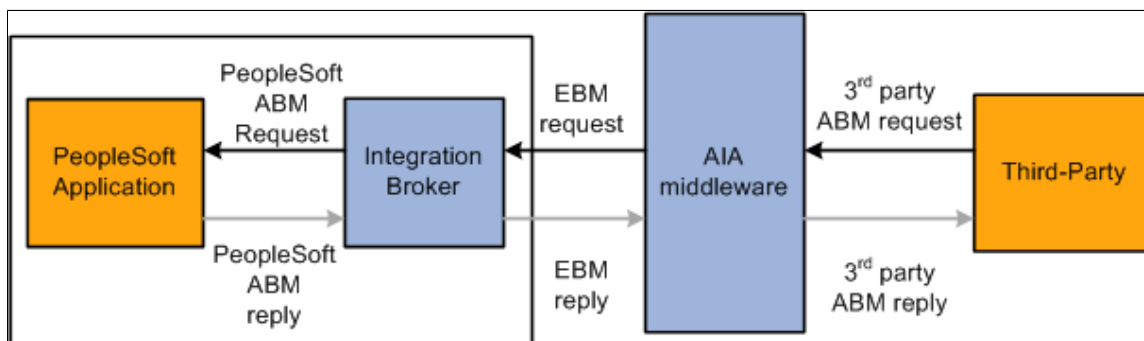 PeopleSoft
ABM
Request
EBM
request
3rd party
ABM request
PeopleSoft
Application
Integration
Broker
AIA
middleware
Third-Party
PeopleSoft
ABM
reply
EBM
reply
3rd party
ABM reply